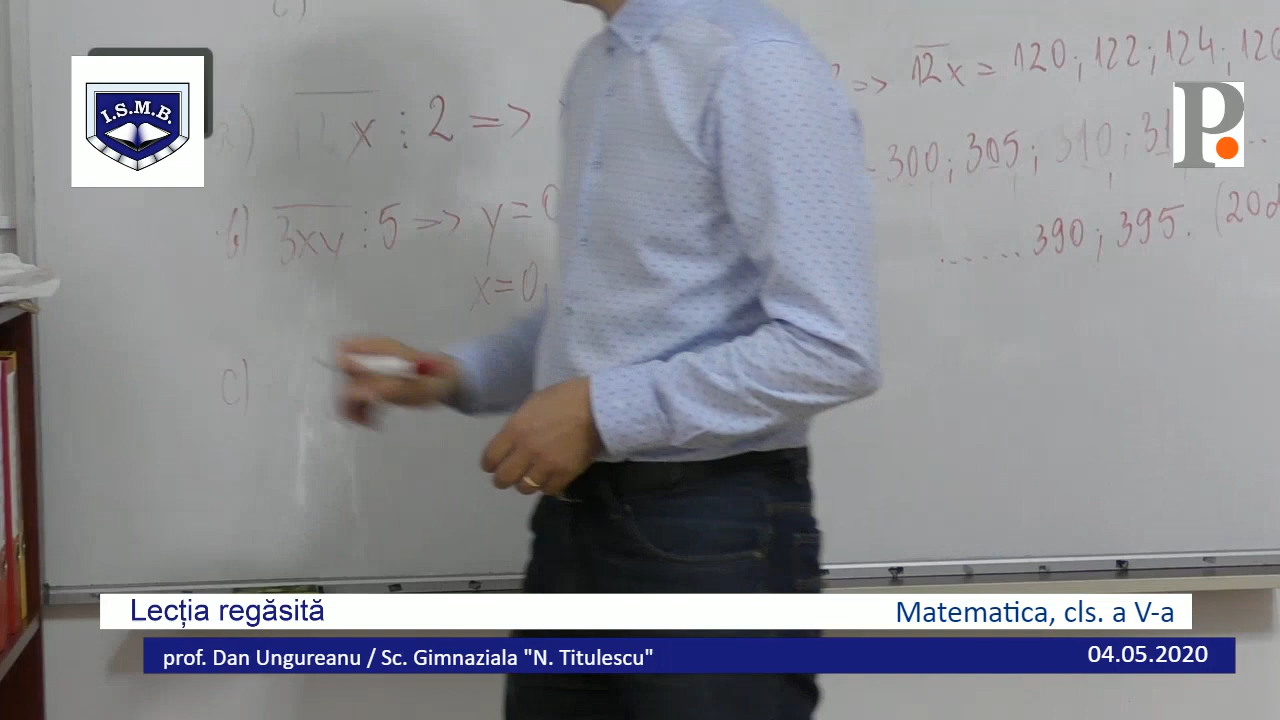 c)
I.S.M.B.
a) 12x : 2 =>
=> 12x = 120; 122; 124; 126
P
b) 3xy : 5 => y=0
300; 305; 310; 31 ...
x=0
...... 390; 395. (20
c)
Lecția regăsită
Matematica, cls. a V-a
prof. Dan Ungureanu / Sc. Gimnaziala "N. Titulescu"
04.05.2020